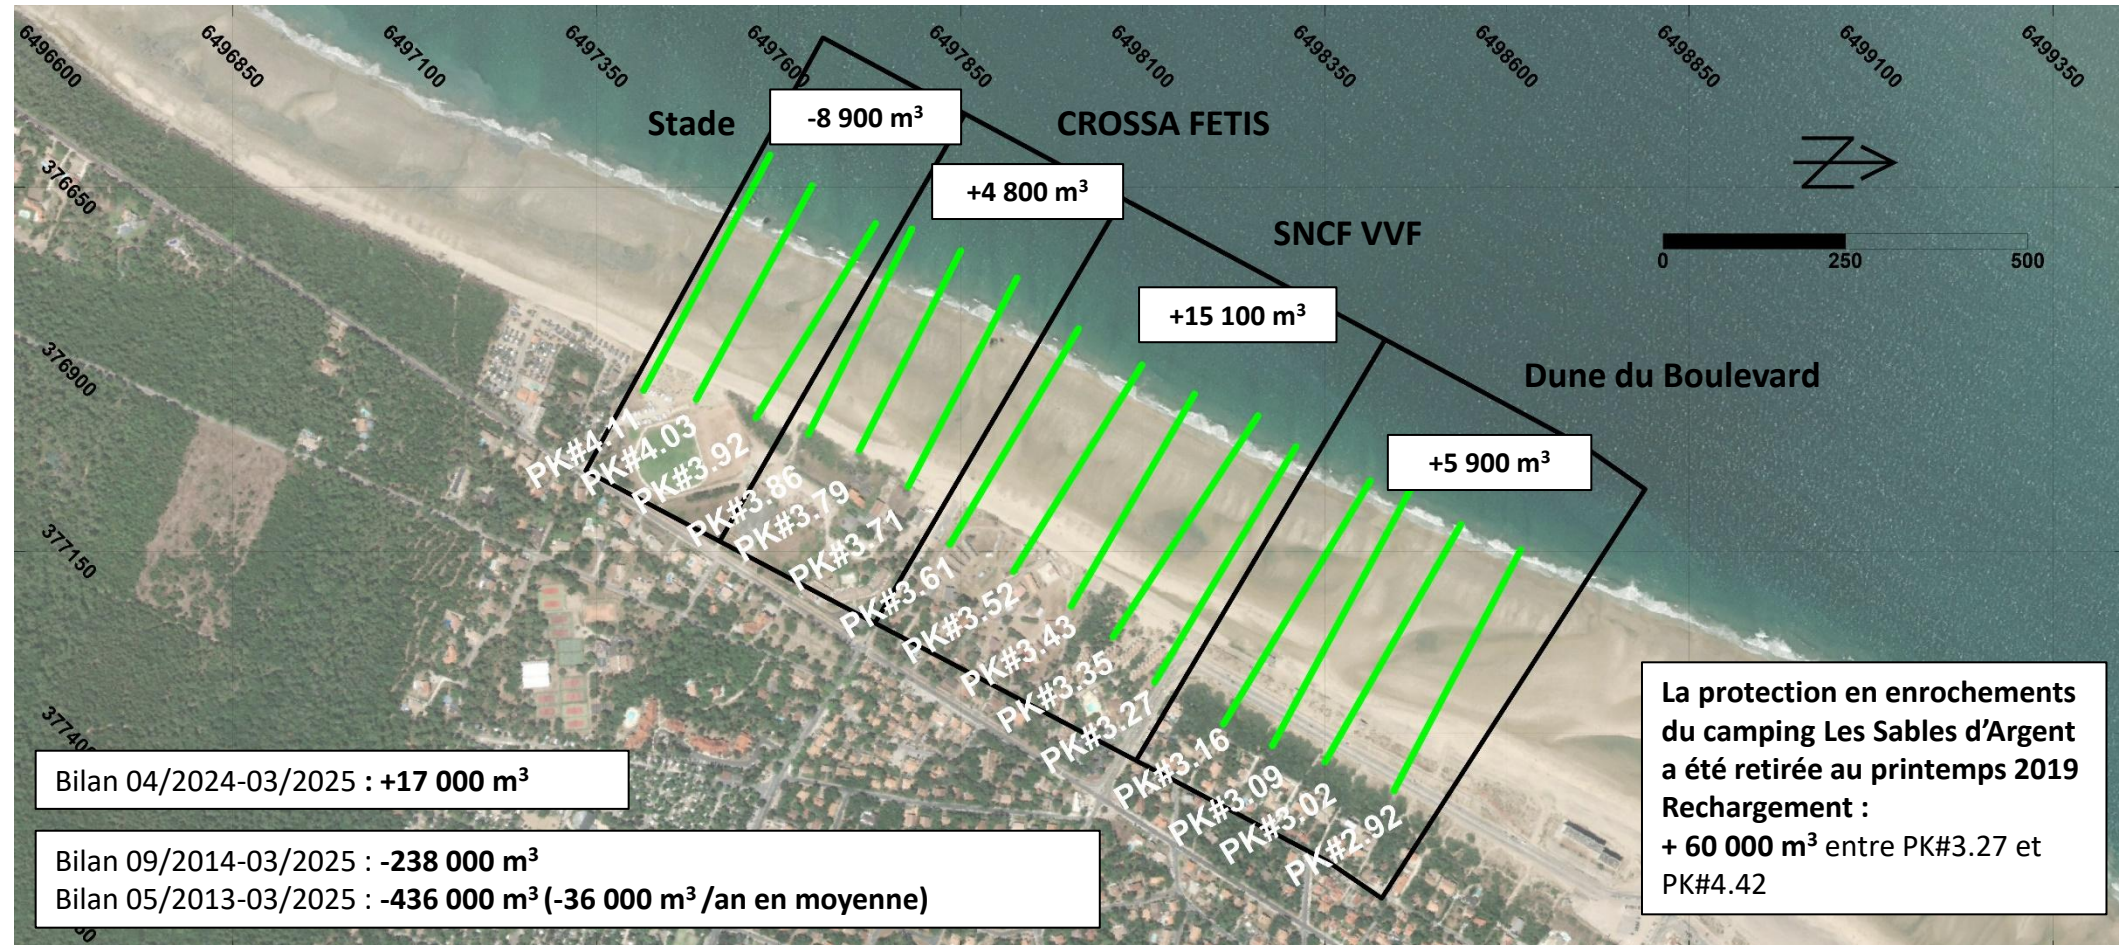 6496600
6496850
6497100
6497350
6497600
6497850
6498100
6498350
6498600
6498850
6499100
6499350
376650
376900
377150
Stade
-8 900 m³
CROSSA FETIS
+4 800 m³
SNCF VVF
+15 100 m³
Dune du Boulevard
+5 900 m³
0 250 500
PK#4.11
PK#4.03
PK#3.92
PK#3.86
PK#3.79
PK#3.71
PK#3.61
PK#3.52
PK#3.43
PK#3.35
PK#3.27
PK#3.16
PK#3.09
PK#3.02
PK#2.92
Bilan 04/2024-03/2025 : +17 000 m³
Bilan 09/2014-03/2025 : -238 000 m³
Bilan 05/2013-03/2025 : -436 000 m³ (-36 000 m³/an en moyenne)
La protection en enrochements
du camping Les Sables d’Argent
a été retirée au printemps 2019
Rechargement :
+ 60 000 m³ entre PK#3.27 et
PK#4.42